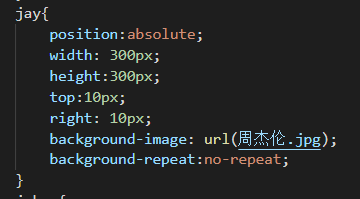 jay{
position:absolute;
width: 300px;
height:300px;
top:10px;
right: 10px;
background-image: url(周杰伦.jpg);
background-repeat:no-repeat;
}